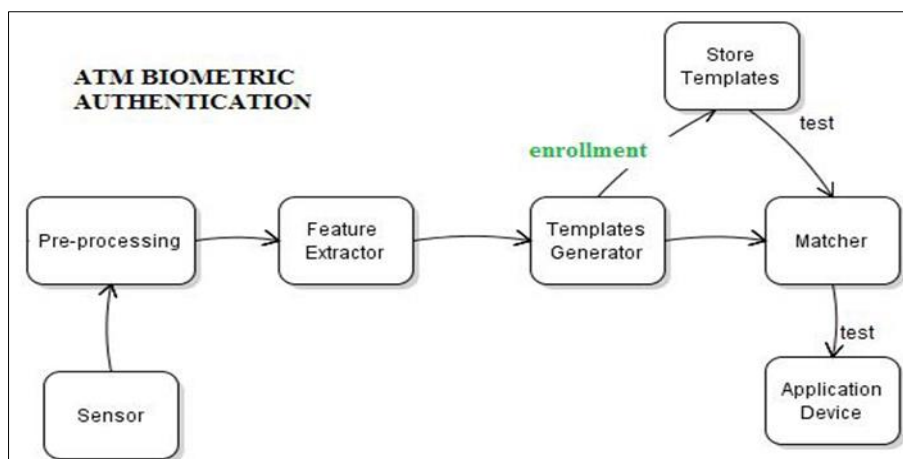 ATM BIOMETRIC
AUTHENTICATION
Store
Templates
test
enrollment
Pre-processing
Feature
Extractor
Templates
Generator
Matcher
test
Sensor
Application
Device